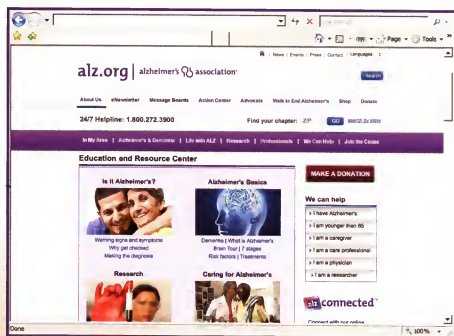 Page
Tools
News | Events | Press | Contact | Languages
alz.org | alzheimer's association
Search
About Us eNewsletter Message Boards Action Center Advocate Walk to End Alzheimer's Shop Donate
24/7 Helpline: 1.800.272.3900
Find your chapter: ZIP GO search by state
In My Area | Alzheimer's & Dementia | Life with ALZ | Research | Professionals | We Can Help | Join the Cause
Education and Resource Center
Is it Alzheimer's?
Warning signs and symptoms
Why get checked
Making the diagnosis
Alzheimer's Basics
Dementia | What is Alzheimer's
Brain Tour | 7 stages
Risk factors | Treatments
Research
Caring for Alzheimer's
MAKE A DONATION
We can help
› I have Alzheimer's
› I am younger than 65
› I am a caregiver
› I am a care professional
› I am a physician
› I am a researcher
alz connected
Connect with our online
Done
100%